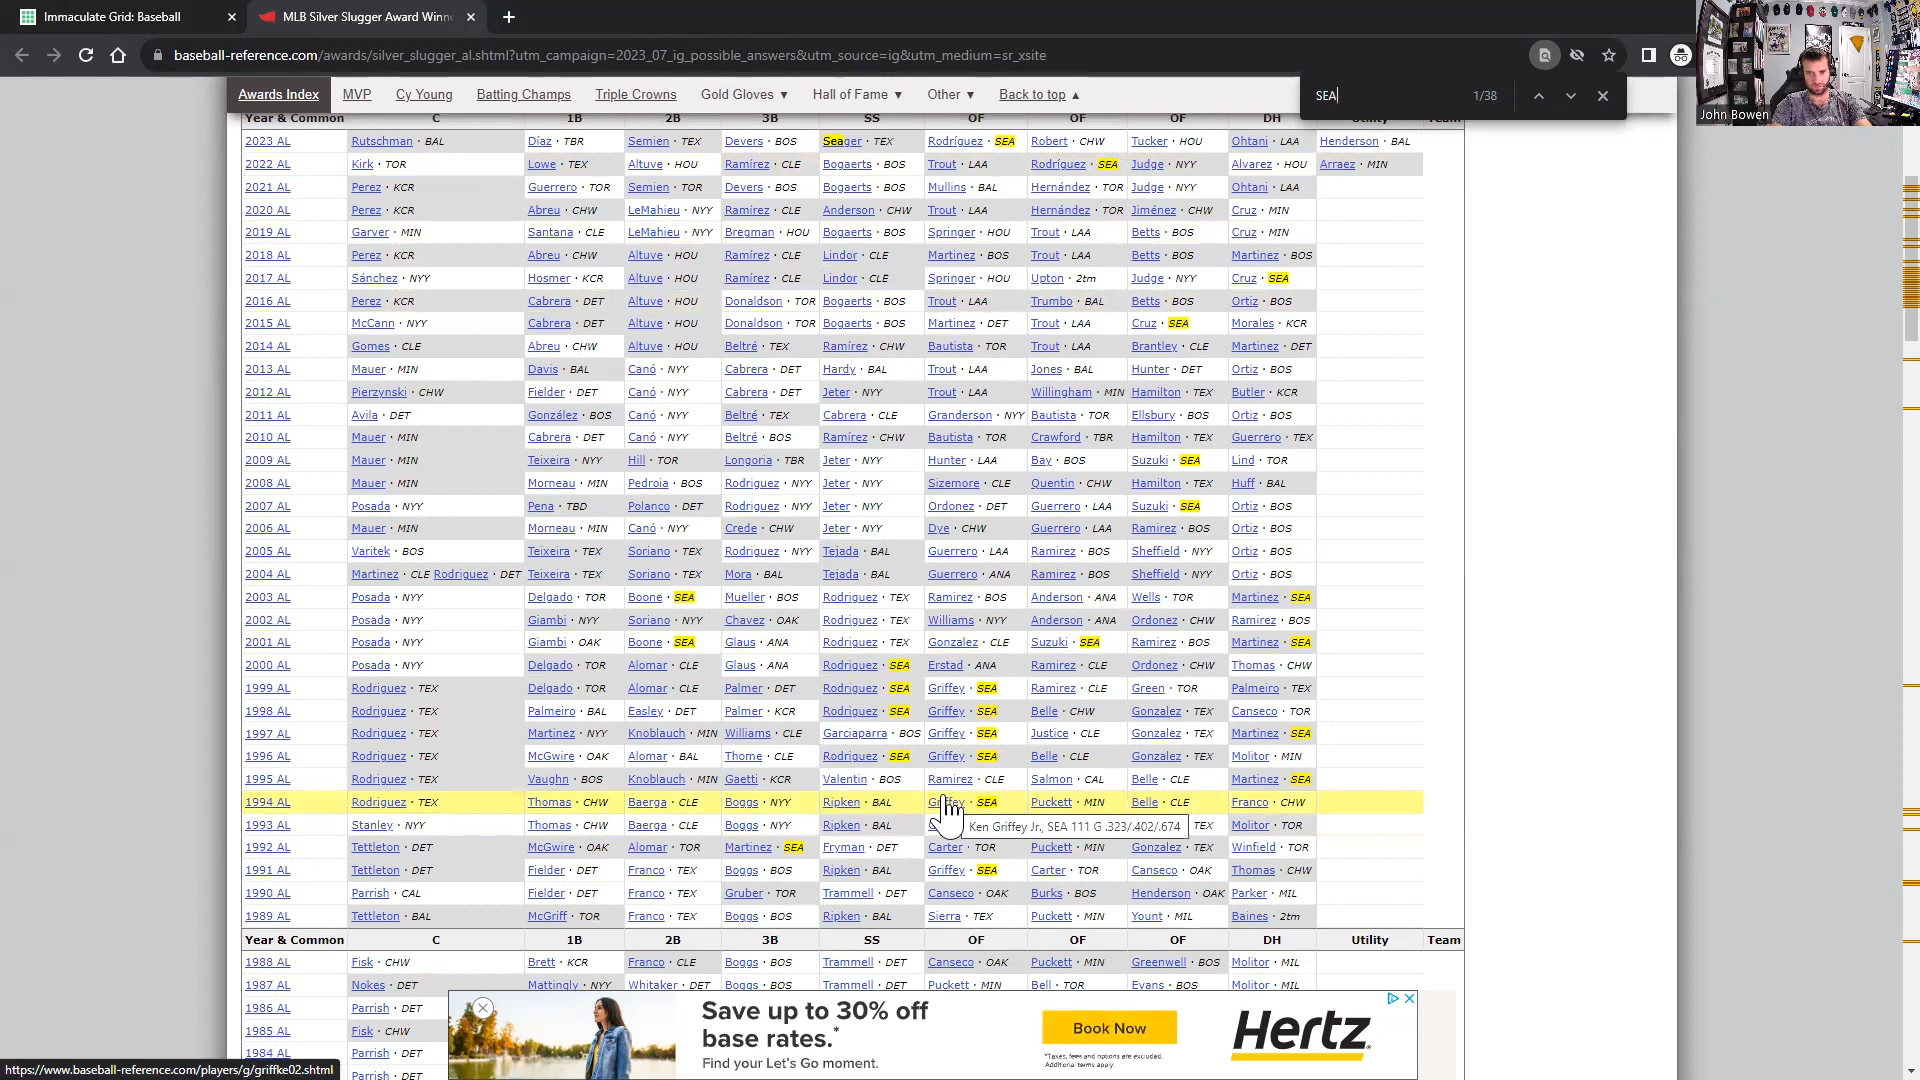 Immaculate Grid: Baseball
MLB Silver Slugger Award Winne
baseball-reference.com/awards/silver_slugger_al.shtml?utm_campaign=2023_07_ig_possible_answers&utm_source=ig&utm_medium=sr_xsite
Awards Index MVP Cy Young Batting Champs Triple Crowns Gold Gloves ▼ Hall of Fame ▼ Other ▼ Back to top ▲
SEA 1/38
John Bowen
Year & Common C 1B 2B 3B SS OF OF OF DH Utility Team
2023 AL Rutschman · BAL Díaz · TBR Semien · TEX Devers · BOS Seager · TEX Rodríguez · SEA Robert · CHW Tucker · HOU Ohtani · LAA Henderson · BAL
2022 AL Kirk · TOR Lowe · TEX Altuve · HOU Ramírez · CLE Bogaerts · BOS Trout · LAA Rodríguez · SEA Judge · NYY Alvarez · HOU Arraez · MIN
2021 AL Perez · KCR Guerrero · TOR Semien · TOR Devers · BOS Bogaerts · BOS Mullins · BAL Hernández · TOR Judge · NYY Ohtani · LAA
2020 AL Perez · KCR Abreu · CHW LeMahieu · NYY Ramírez · CLE Anderson · CHW Trout · LAA Hernández · TOR Jiménez · CHW Cruz · MIN
2019 AL Garver · MIN Santana · CLE LeMahieu · NYY Bregman · HOU Bogaerts · BOS Springer · HOU Trout · LAA Betts · BOS Cruz · MIN
2018 AL Perez · KCR Abreu · CHW Altuve · HOU Ramírez · CLE Lindor · CLE Martinez · BOS Trout · LAA Betts · BOS Martinez · BOS
2017 AL Sánchez · NYY Hosmer · KCR Altuve · HOU Ramírez · CLE Lindor · CLE Springer · HOU Upton · 2tm Judge · NYY Cruz · SEA
2016 AL Perez · KCR Cabrera · DET Altuve · HOU Donaldson · TOR Bogaerts · BOS Trout · LAA Trumbo · BAL Betts · BOS Ortiz · BOS
2015 AL McCann · NYY Cabrera · DET Altuve · HOU Donaldson · TOR Bogaerts · BOS Martinez · DET Trout · LAA Cruz · SEA Morales · KCR
2014 AL Gomes · CLE Abreu · CHW Altuve · HOU Beltré · TEX Ramírez · CHW Bautista · TOR Trout · LAA Brantley · CLE Martinez · DET
2013 AL Mauer · MIN Davis · BAL Canó · NYY Cabrera · DET Hardy · BAL Trout · LAA Jones · BAL Hunter · DET Ortiz · BOS
2012 AL Pierzynski · CHW Fielder · DET Canó · NYY Cabrera · DET Jeter · NYY Trout · LAA Willingham · MIN Hamilton · TEX Butler · KCR
2011 AL Avila · DET González · BOS Canó · NYY Beltré · TEX Cabrera · CLE Granderson · NYY Bautista · TOR Ellsbury · BOS Ortiz · BOS
2010 AL Mauer · MIN Cabrera · DET Canó · NYY Beltré · BOS Ramírez · CHW Bautista · TOR Crawford · TBR Hamilton · TEX Guerrero · TEX
2009 AL Mauer · MIN Teixeira · NYY Hill · TOR Longoria · TBR Jeter · NYY Hunter · LAA Bay · BOS Suzuki · SEA Lind · TOR
2008 AL Mauer · MIN Morneau · MIN Pedroia · BOS Rodriguez · NYY Jeter · NYY Sizemore · CLE Quentin · CHW Hamilton · TEX Huff · BAL
2007 AL Posada · NYY Pena · TBD Polanco · DET Rodriguez · NYY Jeter · NYY Ordonez · DET Guerrero · LAA Suzuki · SEA Ortiz · BOS
2006 AL Mauer · MIN Morneau · MIN Canó · NYY Crede · CHW Jeter · NYY Dye · CHW Guerrero · LAA Ramirez · BOS Ortiz · BOS
2005 AL Varitek · BOS Teixeira · TEX Soriano · TEX Rodriguez · NYY Tejada · BAL Guerrero · LAA Ramirez · BOS Sheffield · NYY Ortiz · BOS
2004 AL Martinez · CLE Rodriguez · DET Teixeira · TEX Soriano · TEX Mora · BAL Tejada · BAL Guerrero · ANA Ramirez · BOS Sheffield · NYY Ortiz · BOS
2003 AL Posada · NYY Delgado · TOR Boone · SEA Mueller · BOS Rodriguez · TEX Ramirez · BOS Anderson · ANA Wells · TOR Martinez · SEA
2002 AL Posada · NYY Giambi · NYY Soriano · NYY Chavez · OAK Rodriguez · TEX Williams · NYY Anderson · ANA Ordonez · CHW Ramirez · BOS
2001 AL Posada · NYY Giambi · OAK Boone · SEA Glaus · ANA Rodriguez · TEX Gonzalez · CLE Suzuki · SEA Ramirez · BOS Martinez · SEA
2000 AL Posada · NYY Delgado · TOR Alomar · CLE Glaus · ANA Rodriguez · SEA Erstad · ANA Ramirez · CLE Ordonez · CHW Thomas · CHW
1999 AL Rodriguez · TEX Delgado · TOR Alomar · CLE Palmer · DET Rodriguez · SEA Griffey · SEA Ramirez · CLE Green · TOR Palmeiro · TEX
1998 AL Rodriguez · TEX Palmeiro · BAL Easley · DET Palmer · KCR Rodriguez · SEA Griffey · SEA Belle · CHW Gonzalez · TEX Canseco · TOR
1997 AL Rodriguez · TEX Martinez · NYY Knoblauch · MIN Williams · CLE Garciaparra · BOS Griffey · SEA Justice · CLE Gonzalez · TEX Martinez · SEA
1996 AL Rodriguez · TEX McGwire · OAK Alomar · BAL Thome · CLE Rodriguez · SEA Griffey · SEA Belle · CLE Gonzalez · TEX Molitor · MIN
1995 AL Rodriguez · TEX Vaughn · BOS Knoblauch · MIN Gaetti · KCR Valentin · BOS Ramirez · CLE Salmon · CAL Belle · CLE Martinez · SEA
1994 AL Rodriguez · TEX Thomas · CHW Baerga · CLE Boggs · NYY Ripken · BAL Griffey · SEA Puckett · MIN Belle · CLE Franco · CHW
1993 AL Stanley · NYY Thomas · CHW Baerga · CLE Boggs · NYY Ripken · BAL Ken Griffey Jr., SEA 111 G .323/.402/.674 TEX Molitor · TOR
1992 AL Tettleton · DET McGwire · OAK Alomar · TOR Martinez · SEA Fryman · DET Carter · TOR Puckett · MIN Gonzalez · TEX Winfield · TOR
1991 AL Tettleton · DET Fielder · DET Franco · TEX Boggs · BOS Ripken · BAL Griffey · SEA Carter · TOR Canseco · OAK Thomas · CHW
1990 AL Parrish · CAL Fielder · DET Franco · TEX Gruber · TOR Trammell · DET Canseco · OAK Burks · BOS Henderson · OAK Parker · MIL
1989 AL Tettleton · BAL McGriff · TOR Franco · TEX Boggs · BOS Ripken · BAL Sierra · TEX Puckett · MIN Yount · MIL Baines · 2tm
Year & Common C 1B 2B 3B SS OF OF OF DH Utility Team
1988 AL Fisk · CHW Brett · KCR Franco · CLE Boggs · BOS Trammell · DET Canseco · OAK Puckett · MIN Greenwell · BOS Molitor · MIL
1987 AL Nokes · DET Mattingly · NYY Whitaker · DET Boggs · BOS Trammell · DET Puckett · MIN Bell · TOR Evans · BOS Molitor · MIL
1986 AL Parrish · DET
1985 AL Fisk · CHW
1984 AL Parrish · DET
Parrish · DET
Save up to 30% off
base rates.*
Find your Let's Go moment.
Book Now
*Taxes, fees and options are excluded.
Additional terms apply.
Hertz
https://www.baseball-reference.com/players/g/griffke02.shtml